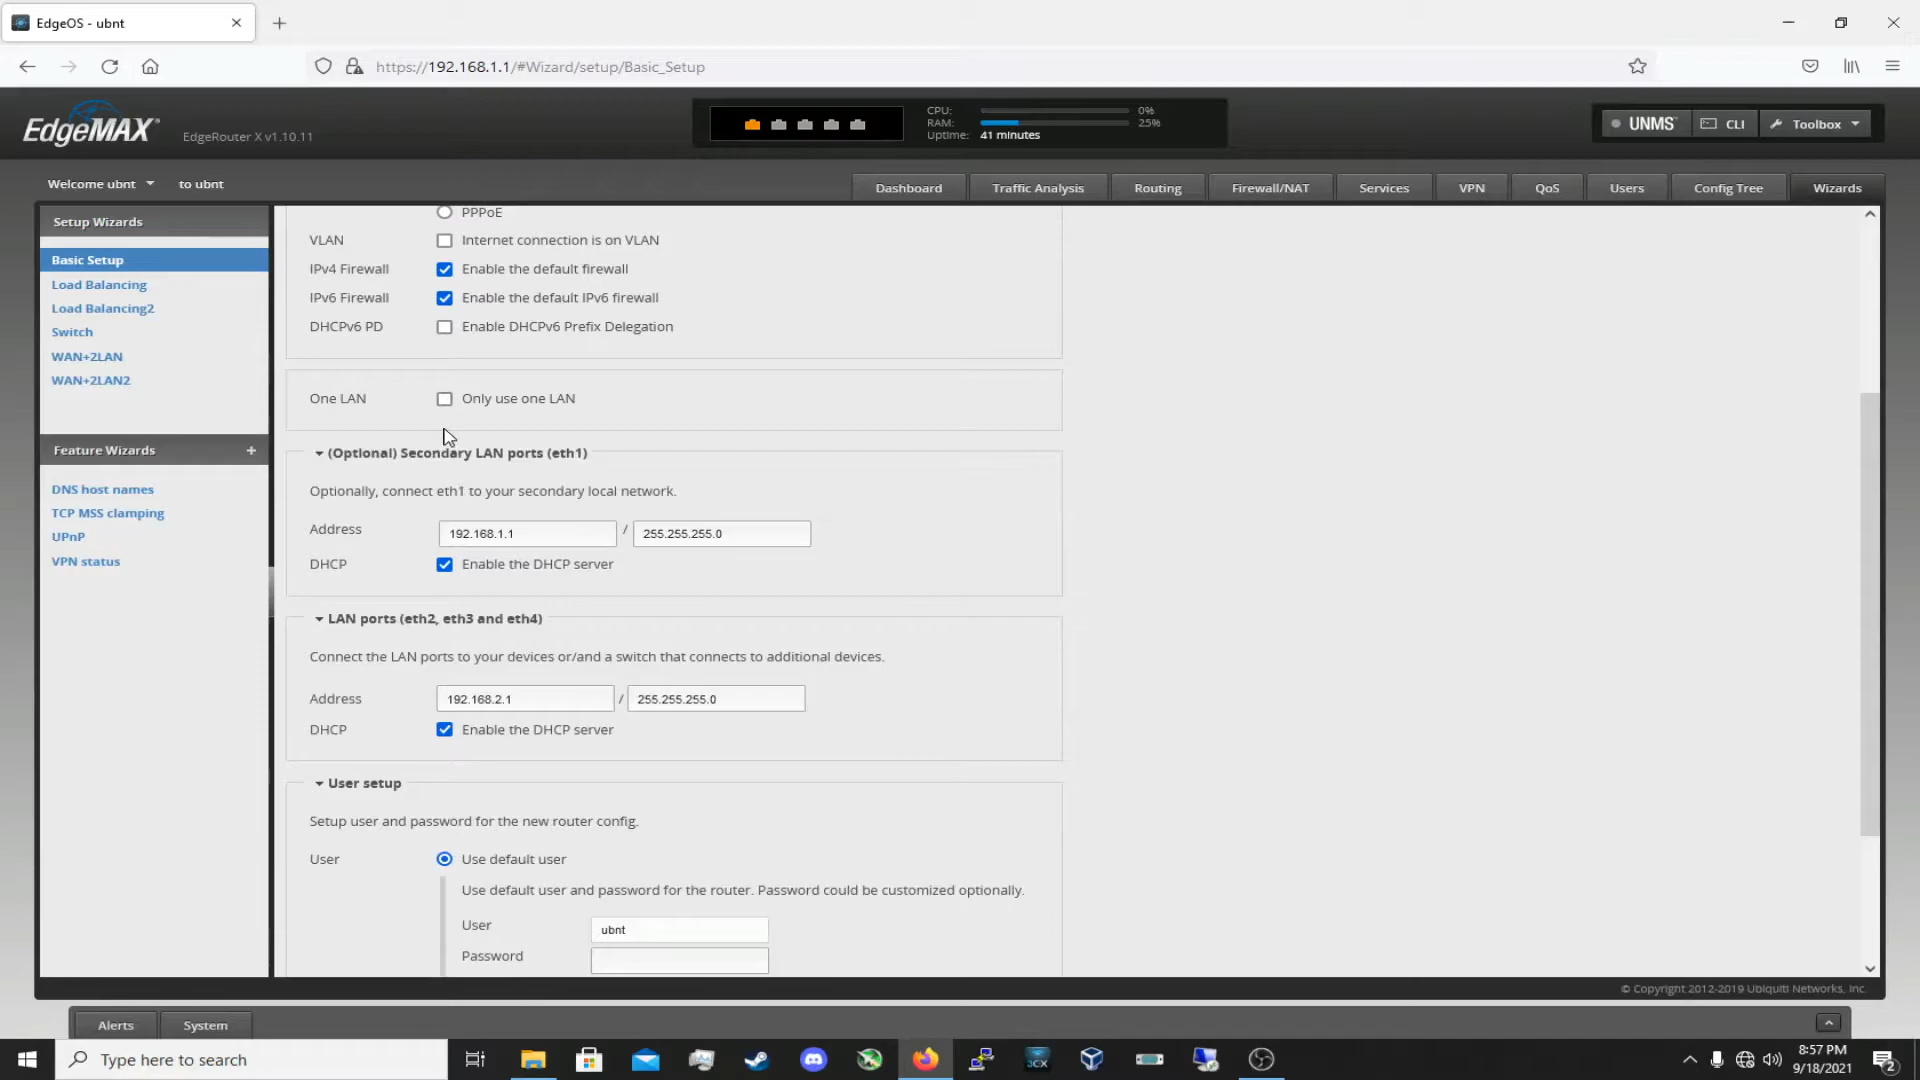 EdgeOS - ubnt
https://192.168.1.1/#Wizard/setup/Basic_Setup
EdgeMAX
EdgeRouter X v1.10.11
CPU: 0%
RAM: 25%
Uptime: 41 minutes
UNMS
CLI
Toolbox
Welcome ubnt to ubnt
Dashboard
Traffic Analysis
Routing
Firewall/NAT
Services
VPN
QoS
Users
Config Tree
Wizards
Setup Wizards
Basic Setup
Load Balancing
Load Balancing2
Switch
WAN+2LAN
WAN+2LAN2
Feature Wizards +
DNS host names
TCP MSS clamping
UPnP
VPN status
PPPoE
VLAN Internet connection is on VLAN
IPv4 Firewall Enable the default firewall
IPv6 Firewall Enable the default IPv6 firewall
DHCPv6 PD Enable DHCPv6 Prefix Delegation
One LAN Only use one LAN
(Optional) Secondary LAN ports (eth1)
Optionally, connect eth1 to your secondary local network.
Address 192.168.1.1 / 255.255.255.0
DHCP Enable the DHCP server
LAN ports (eth2, eth3 and eth4)
Connect the LAN ports to your devices or/and a switch that connects to additional devices.
Address 192.168.2.1 / 255.255.255.0
DHCP Enable the DHCP server
User setup
Setup user and password for the new router config.
User Use default user
Use default user and password for the router. Password could be customized optionally.
User ubnt
Password
© Copyright 2012-2019 Ubiquiti Networks, Inc.
Alerts
System
Type here to search
3CX
8:57 PM
9/18/2021
2